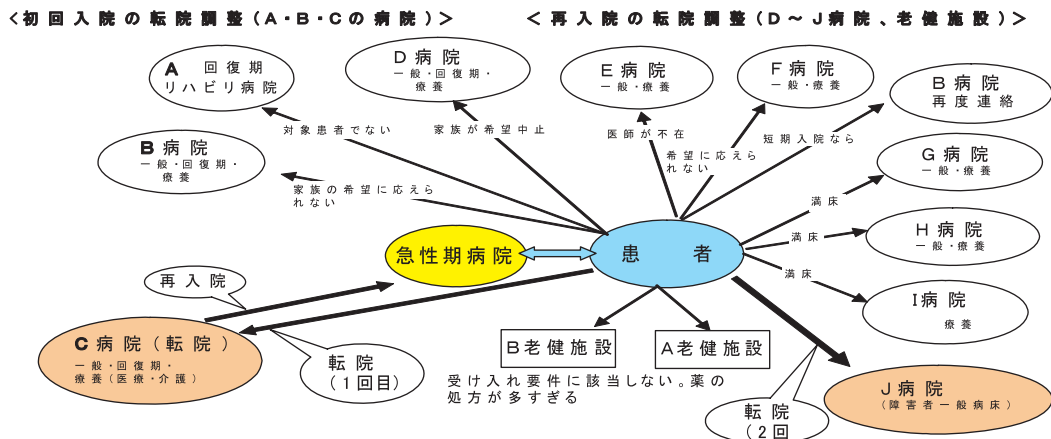 <初回入院の転院調整(A・B・Cの病院)>
<再入院の転院調整(D～J病院、老健施設)>
A 回復期
リハビリ病院
D病院
一般・回復期・
療養
E病院
一般・療養
F病院
一般・療養
B病院
再度連絡
対象患者でない
家族が希望中止
医師が不在
短期入院なら
B病院
一般・回復期・
療養
希望に応えら
れない
G病院
一般・療養
家族の希望に応えら
れない
満床
H病院
一般・療養
満床
急性期病院
患者
満床
再入院
I病院
療養
C病院(転院)
一般・回復期・
療養(医療・介護)
転院
(1回目)
B老健施設
A老健施設
受け入れ要件に該当しない。薬の
処方が多すぎる
J病院
(障害者一般病床)
転院
(2回